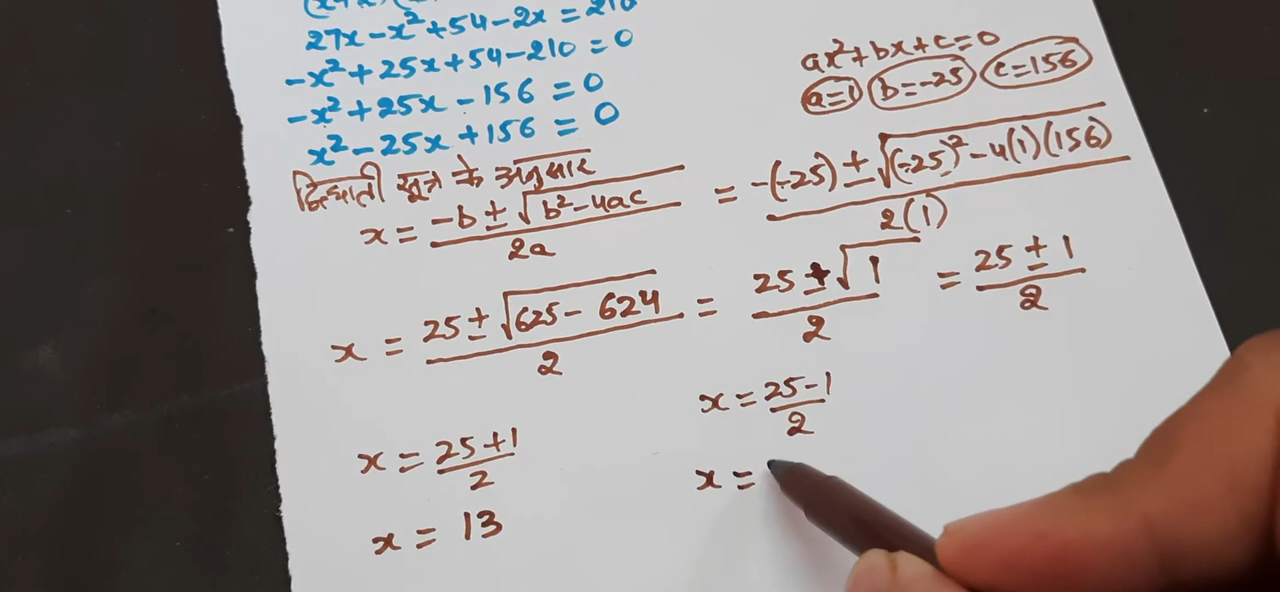 27x-x²+54-2x=210
-x²+25x+54-210=0
-x²+25x-156=0
x²-25x+156=0
ax²+bx+c=0
a=1 b=-25 c=156
द्विघाती सूत्र के अनुसार
x = (-b±√(b²-4ac))/2a = (-(-25)±√((-25)²-4(1)(156)))/2(1)
x = (25±√(625-624))/2 = (25±√1)/2 = (25±1)/2
x = (25+1)/2
x = 13
x = (25-1)/2
x =